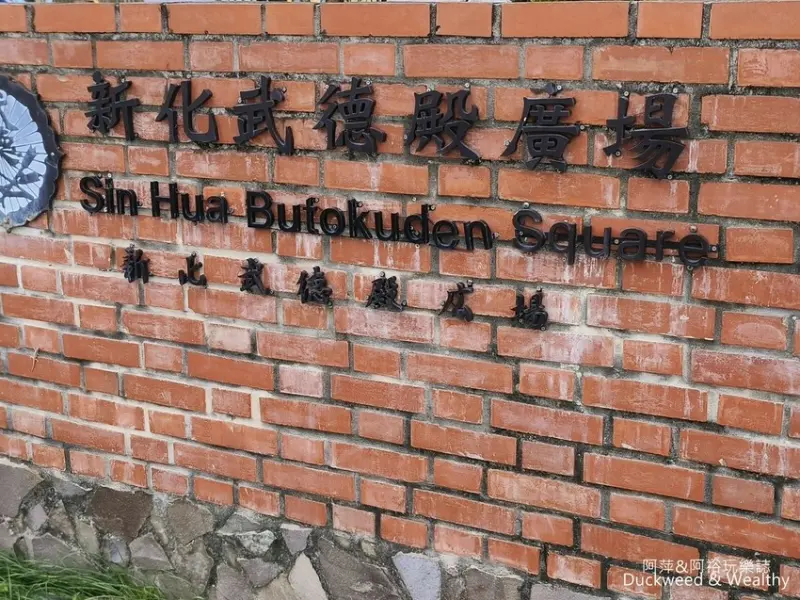 新化武德殿廣場
Sin Hua Butokuden Square
新化武德殿広場
阿萍&阿裕玩樂誌
Duckweed & Wealthy